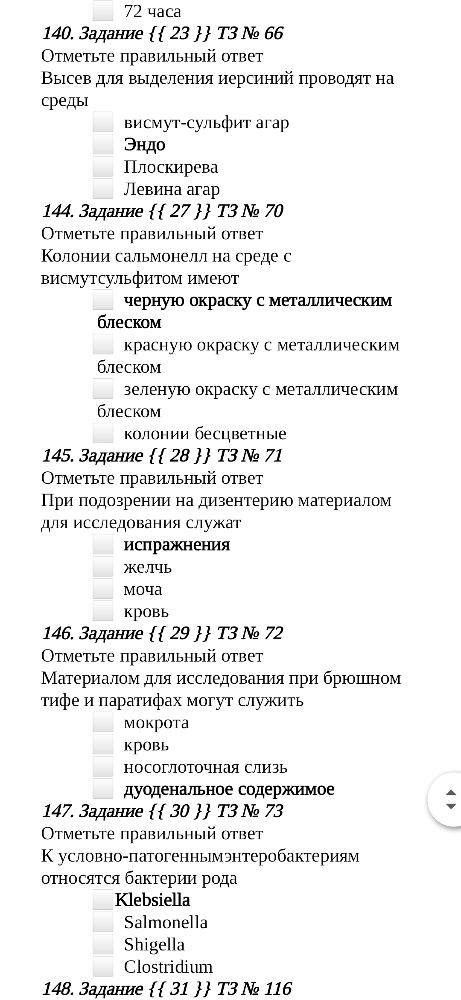 72 часа
140. Задание {{ 23 }} ТЗ № 66
Отметьте правильный ответ
Высев для выделения иерсиний проводят на
среды
висмут-сульфит агар
Эндо
Плоскирева
Левина агар
144. Задание {{ 27 }} ТЗ № 70
Отметьте правильный ответ
Колонии сальмонелл на среде с
висмутсульфитом имеют
черную окраску с металлическим
блеском
красную окраску с металлическим
блеском
зеленую окраску с металлическим
блеском
колонии бесцветные
145. Задание {{ 28 }} ТЗ № 71
Отметьте правильный ответ
При подозрении на дизентерию материалом
для исследования служат
испражнения
желчь
моча
кровь
146. Задание {{ 29 }} ТЗ № 72
Отметьте правильный ответ
Материалом для исследования при брюшном
тифе и паратифах могут служить
мокрота
кровь
носоглоточная слизь
дуоденальное содержимое
147. Задание {{ 30 }} ТЗ № 73
Отметьте правильный ответ
К условно-патогеннымэнтеробактериям
относятся бактерии рода
Klebsiella
Salmonella
Shigella
Clostridium
148. Задание {{ 31 }} ТЗ № 116